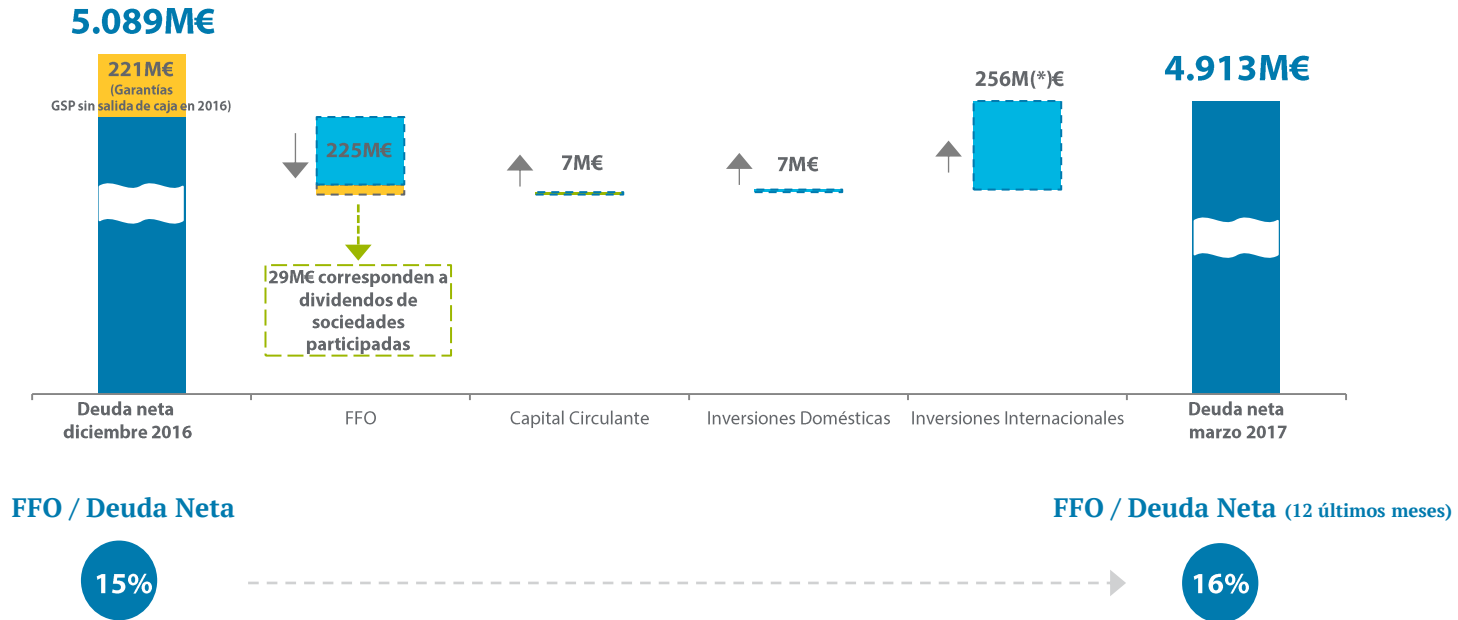 5.089M€
221M€
(Garantías
GSP sin salida de caja en 2016)
225M€
29M€ corresponden a
dividendos de
sociedades
participadas
7M€
7M€
256M(*)€
4.913M€
Deuda neta
diciembre 2016
FFO
Capital Circulante
Inversiones Domésticas
Inversiones Internacionales
Deuda neta
marzo 2017
FFO / Deuda Neta
15%
FFO / Deuda Neta (12 últimos meses)
16%